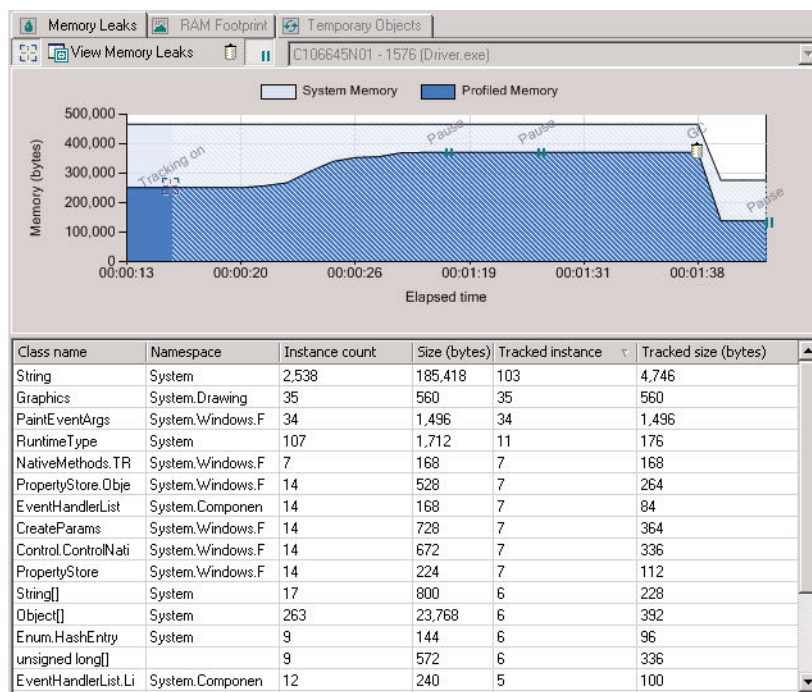 Memory Leaks RAM Footprint Temporary Objects
View Memory Leaks C106645N01 - 1576 (Driver.exe)
System Memory Profiled Memory
500,000
400,000
300,000
200,000
100,000
0
Memory (bytes)
Tracking on
Pause
Pause
GC
Pause
00:00:13 00:00:20 00:00:26 00:01:19 00:01:31 00:01:38
Elapsed time
Class name Namespace Instance count Size (bytes) Tracked instance Tracked size (bytes)
String System 2,538 185,418 103 4,746
Graphics System.Drawing 35 560 35 560
PaintEventArgs System.Windows.F 34 1,496 34 1,496
RuntimeType System 107 1,712 11 176
NativeMethods.TR System.Windows.F 7 168 7 168
PropertyStore.Obje System.Windows.F 14 528 7 264
EventHandlerList System.Componen 14 168 7 84
CreateParams System.Windows.F 14 728 7 364
Control.ControlNati System.Windows.F 14 672 7 336
PropertyStore System.Windows.F 14 224 7 112
String[] System 17 800 6 228
Object[] System 263 23,768 6 392
Enum.HashEntry System 9 144 6 96
unsigned long[] 9 572 6 336
EventHandlerList.Li System.Componen 12 240 5 100